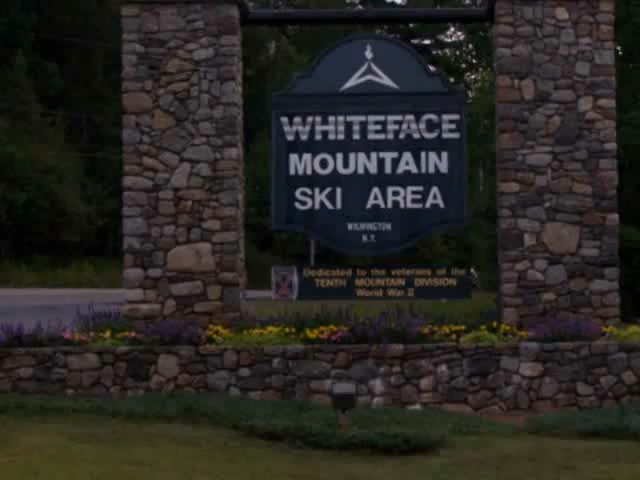 WHITEFACE
MOUNTAIN
SKI AREA
WILMINGTON
N.Y.
Dedicated to the veterans of the
TENTH MOUNTAIN DIVISION
World War II